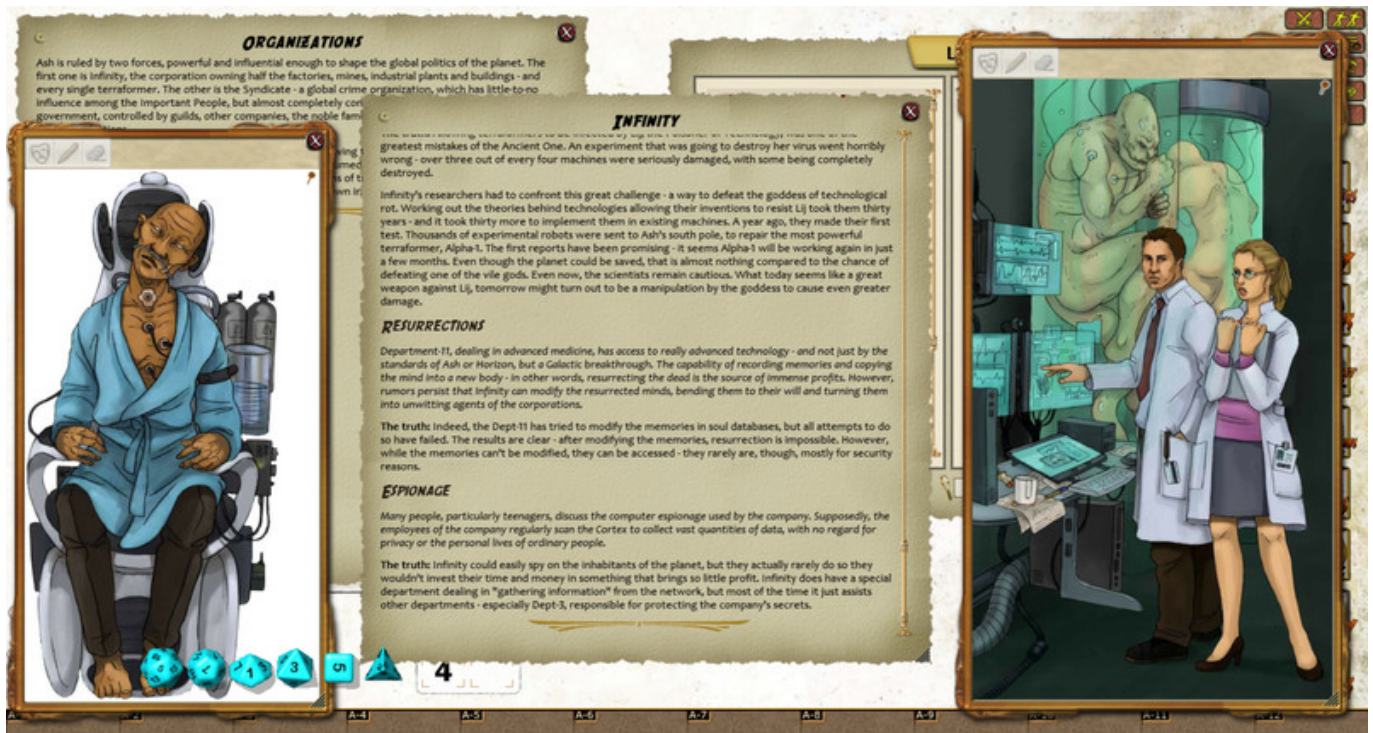 ORGANIZATIONS
Ash is ruled by two forces, powerful and influential enough to shape the global politics of the planet. The
first one is Infinity, the corporation owning half the factories, mines, industrial plants and buildings - and
every single terraformer. The other is the Syndicate - a global crime organization, which has little-to-no
influence among the Important People, but almost completely
government, controlled by guilds, other companies, the noble
INFINITY
greatest mistakes of the Ancient One. An experiment that was going to destroy her virus went horribly
wrong - over three out of every four machines were seriously damaged, with some being completely
destroyed.
Infinity's researchers had to confront this great challenge - a way to defeat the goddess of technological
rot. Working out the theories behind technologies allowing their inventions to resist Lij took them thirty
years - and it took thirty more to implement them in existing machines. A year ago, they made their first
test. Thousands of experimental robots were sent to Ash's south pole, to repair the most powerful
terraformer, Alpha-1. The first reports have been promising - it seems Alpha-1 will be working again in just
a few months. Even though the planet could be saved, that is almost nothing compared to the chance of
defeating one of the vile gods. Even now, the scientists remain cautious. What today seems like a great
weapon against Lij, tomorrow might turn out to be a manipulation by the goddess to cause even greater
damage.
RESURRECTIONS
Department-11, dealing in advanced medicine, has access to really advanced technology - and not just by the
standards of Ash or Horizon, but a Galactic breakthrough. The capability of recording memories and copying
the mind into a new body - in other words, resurrecting the dead is the source of immense profits. However,
rumors persist that Infinity can modify the resurrected minds, bending them to their will and turning them
into unwitting agents of the corporations.
The truth: Indeed, the Dept-11 has tried to modify the memories in soul databases, but all attempts to do
so have failed. The results are clear - after modifying the memories, resurrection is impossible. However,
while the memories can't be modified, they can be accessed - they rarely are, though, mostly for security
reasons.
ESPIONAGE
Many people, particularly teenagers, discuss the computer espionage used by the company. Supposedly, the
employees of the company regularly scan the Cortex to collect vast quantities of data, with no regard for
privacy or the personal lives of ordinary people.
The truth: Infinity could easily spy on the inhabitants of the planet, but they actually rarely do so they
wouldn't invest their time and money in something that brings so little profit. Infinity does have a special
department dealing in "gathering information" from the network, but most of the time it just assists
other departments - especially Dept-3, responsible for protecting the company's secrets.
1
3
5
4
A-4
A-5
A-6
A-7
A-8
A-9
A-11